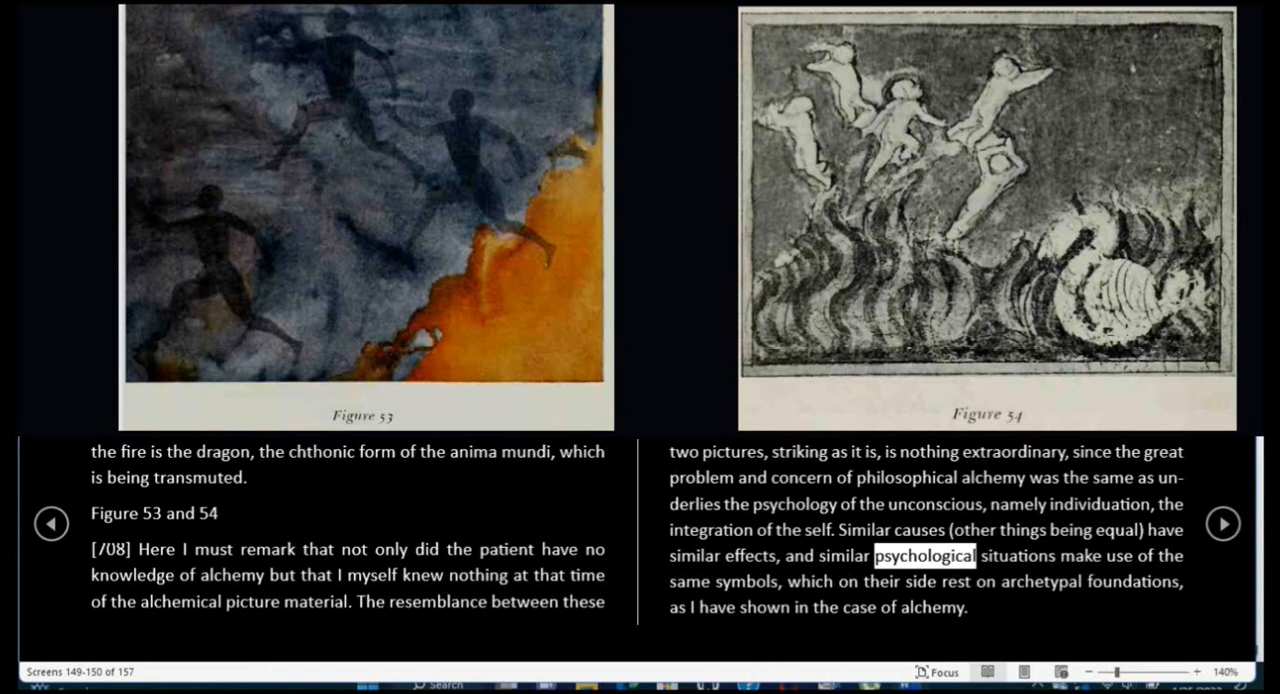 Figure 53
Figure 54
the fire is the dragon, the chthonic form of the anima mundi, which
is being transmuted.
Figure 53 and 54
[708] Here I must remark that not only did the patient have no
knowledge of alchemy but that I myself knew nothing at that time
of the alchemical picture material. The resemblance between these
two pictures, striking as it is, is nothing extraordinary, since the great
problem and concern of philosophical alchemy was the same as un-
derlies the psychology of the unconscious, namely individuation, the
integration of the self. Similar causes (other things being equal) have
similar effects, and similar psychological situations make use of the
same symbols, which on their side rest on archetypal foundations,
as I have shown in the case of alchemy.
Screens 149-150 of 157
Focus
140%
Search